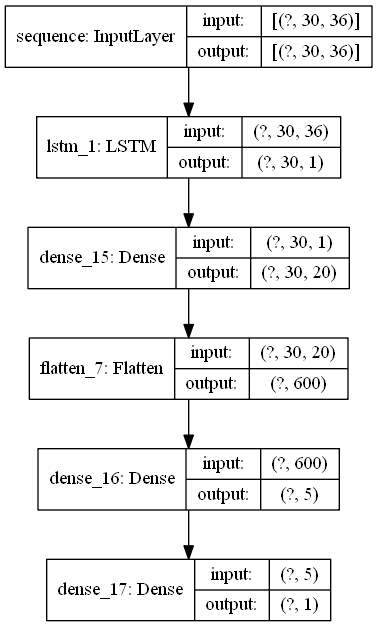 sequence: InputLayer
input: [(?, 30, 36)]
output: [(?, 30, 36)]
lstm_1: LSTM
input: (?, 30, 36)
output: (?, 30, 1)
dense_15: Dense
input: (?, 30, 1)
output: (?, 30, 20)
flatten_7: Flatten
input: (?, 30, 20)
output: (?, 600)
dense_16: Dense
input: (?, 600)
output: (?, 5)
dense_17: Dense
input: (?, 5)
output: (?, 1)